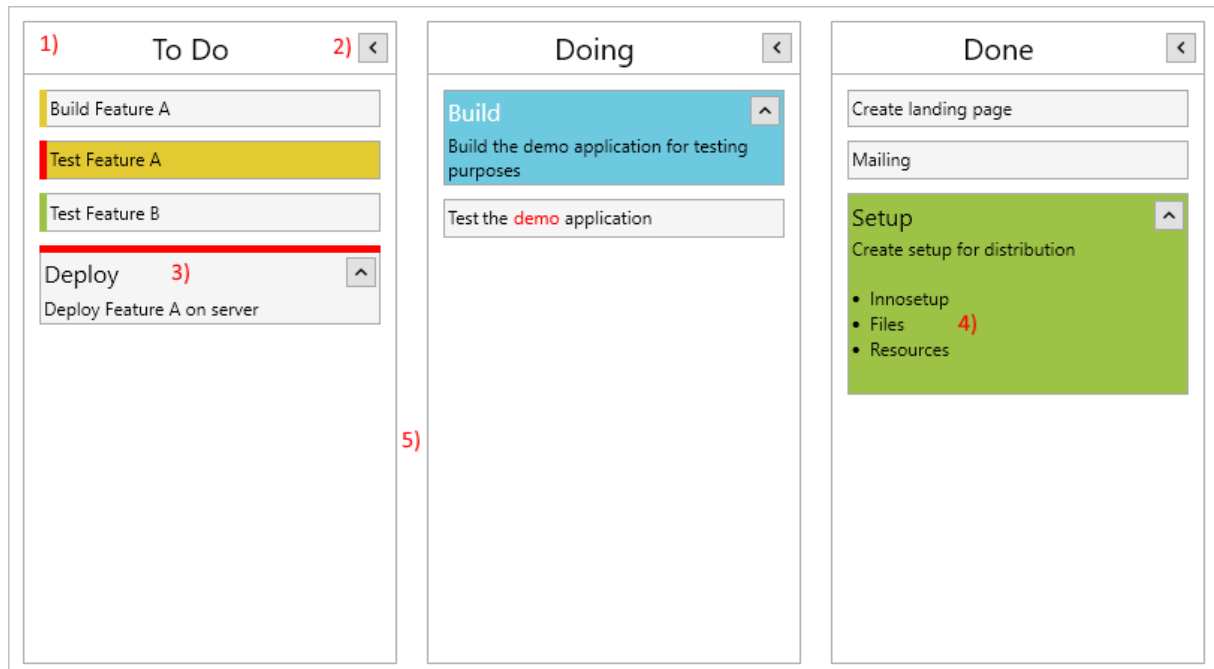 1) To Do 2)
Build Feature A
Test Feature A
Test Feature B
Deploy 3)
Deploy Feature A on server
5)
Doing
Build
Build the demo application for testing
purposes
Test the demo application
Done
Create landing page
Mailing
Setup
Create setup for distribution
• Innosetup
• Files 4)
• Resources